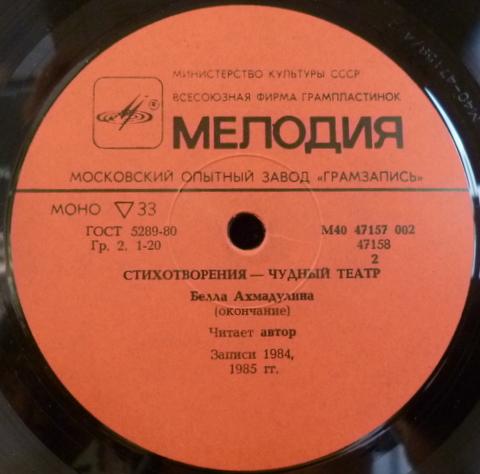 МИНИСТЕРСТВО КУЛЬТУРЫ СССР
ВСЕСОЮЗНАЯ ФИРМА ГРАМПЛАСТИНОК
МЕЛОДИЯ
МОСКОВСКИЙ ОПЫТНЫЙ ЗАВОД «ГРАМЗАПИСЬ»
МОНО ▽33
ГОСТ 5289-80
Гр. 2. 1-20
М40 47157 002
47158
2
СТИХОТВОРЕНИЯ — ЧУДНЫЙ ТЕАТР
Белла Ахмадулина
(окончание)
Читает автор
Записи 1984,
1985 гг.